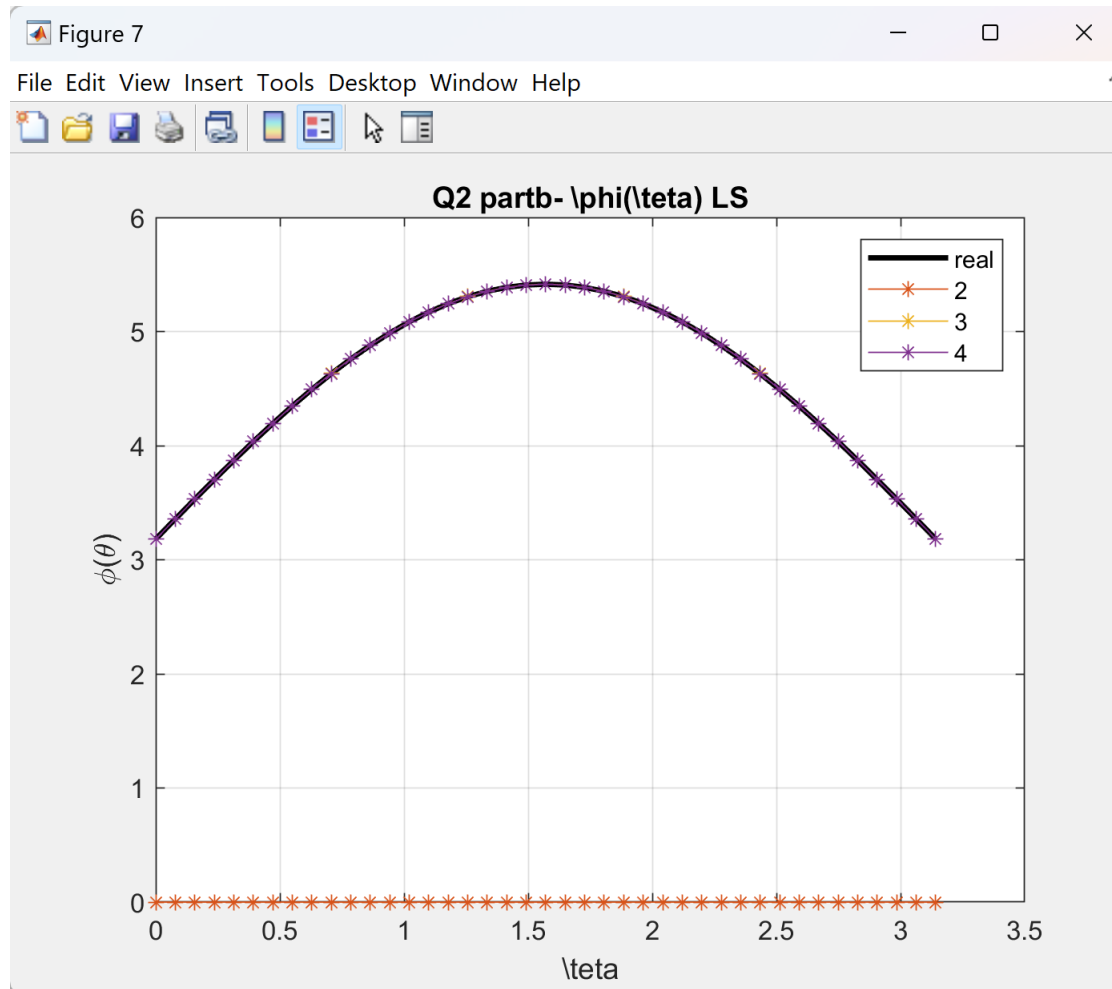 Figure 7
File Edit View Insert Tools Desktop Window Help
Q2 partb- \phi(\teta) LS
6
5
4
3
2
1
0
ϕ(θ)
real
2
3
4
0 0.5 1 1.5 2 2.5 3 3.5
\teta